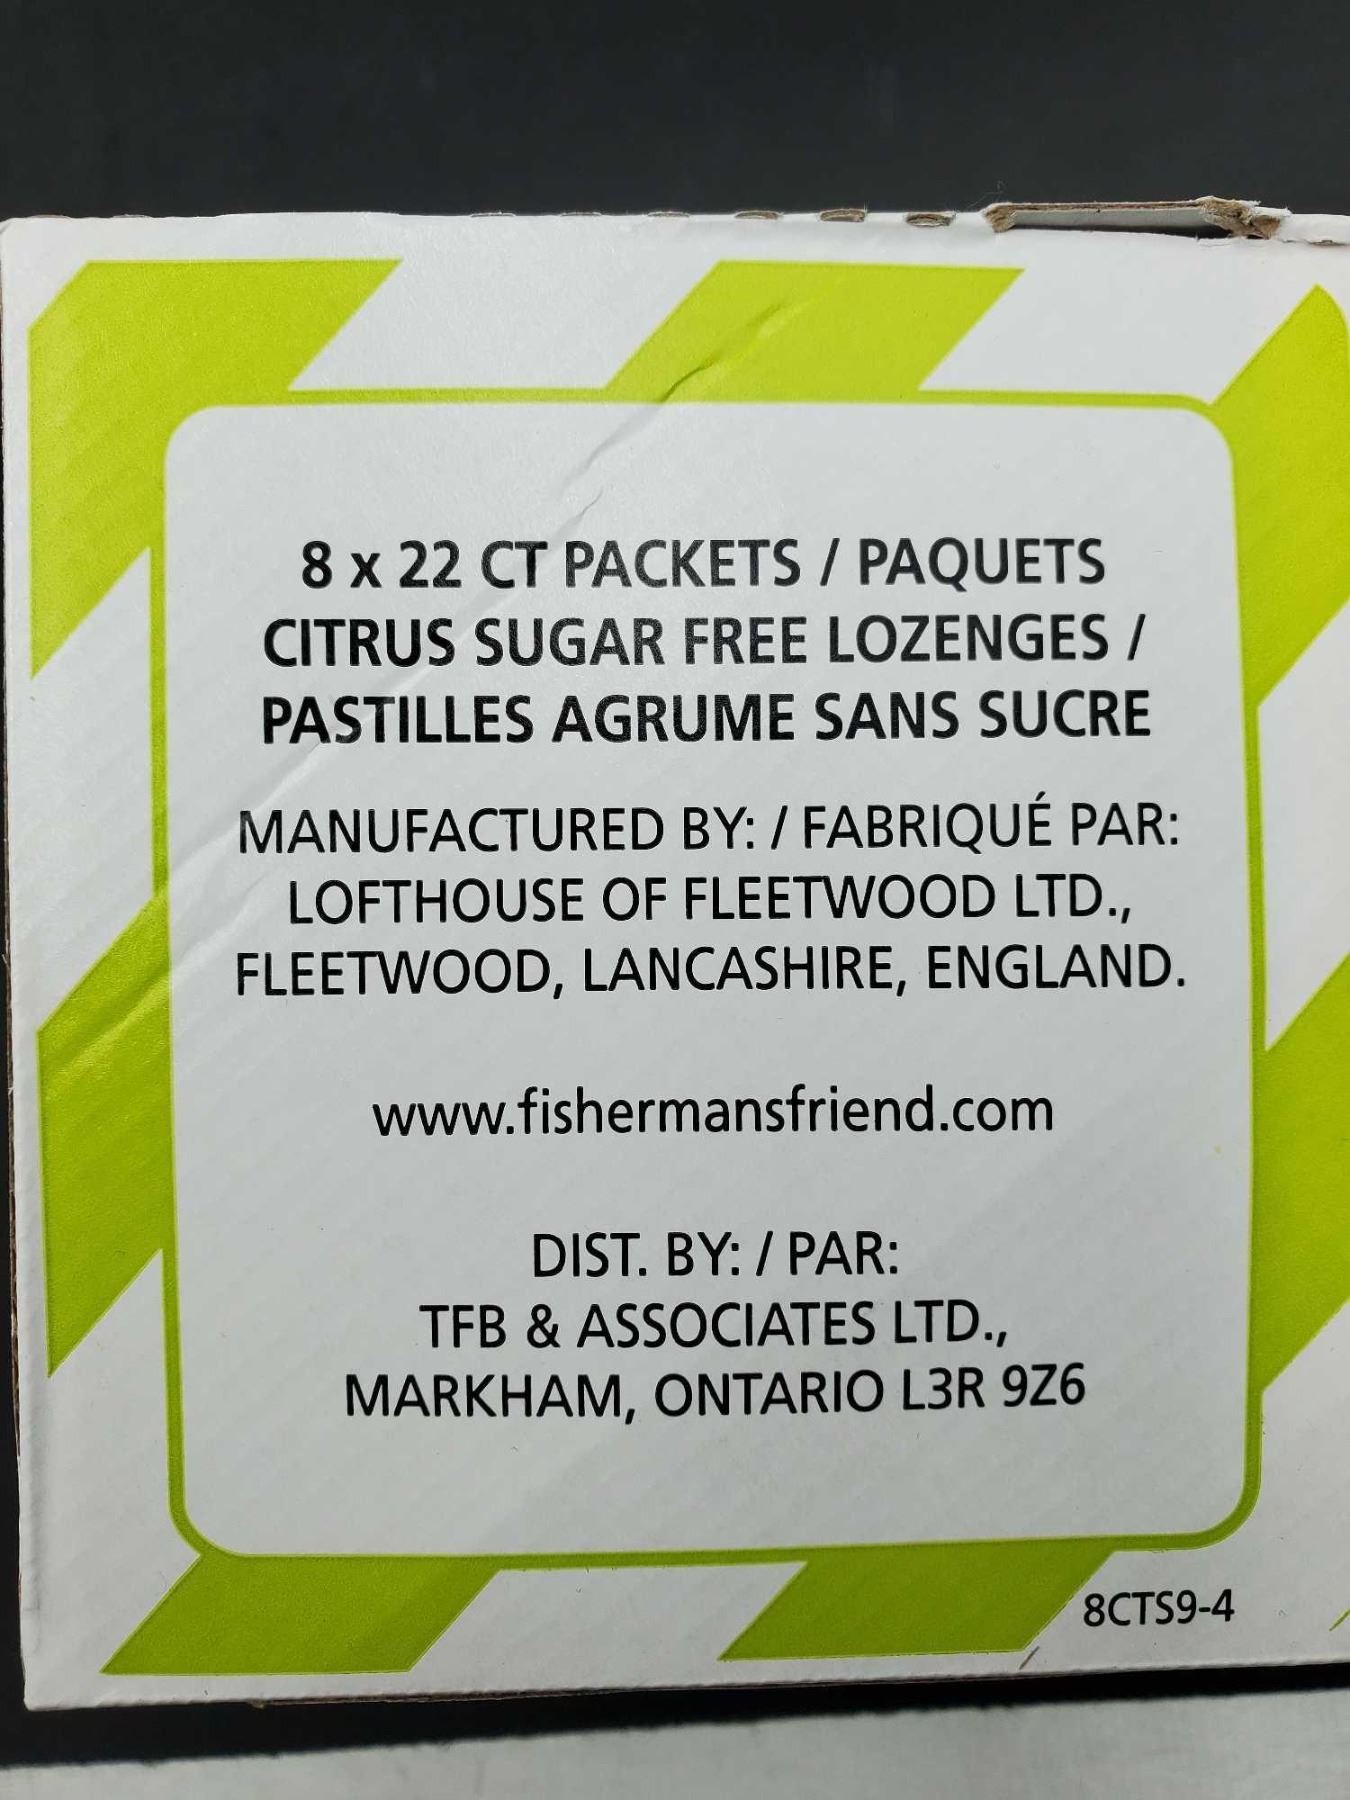 8 x 22 CT PACKETS / PAQUETS
CITRUS SUGAR FREE LOZENGES /
PASTILLES AGRUME SANS SUCRE
MANUFACTURED BY: / FABRIQUÉ PAR:
LOFTHOUSE OF FLEETWOOD LTD.,
FLEETWOOD, LANCASHIRE, ENGLAND.
www.fishermansfriend.com
DIST. BY: / PAR:
TFB & ASSOCIATES LTD.,
MARKHAM, ONTARIO L3R 9Z6
8CTS9-4